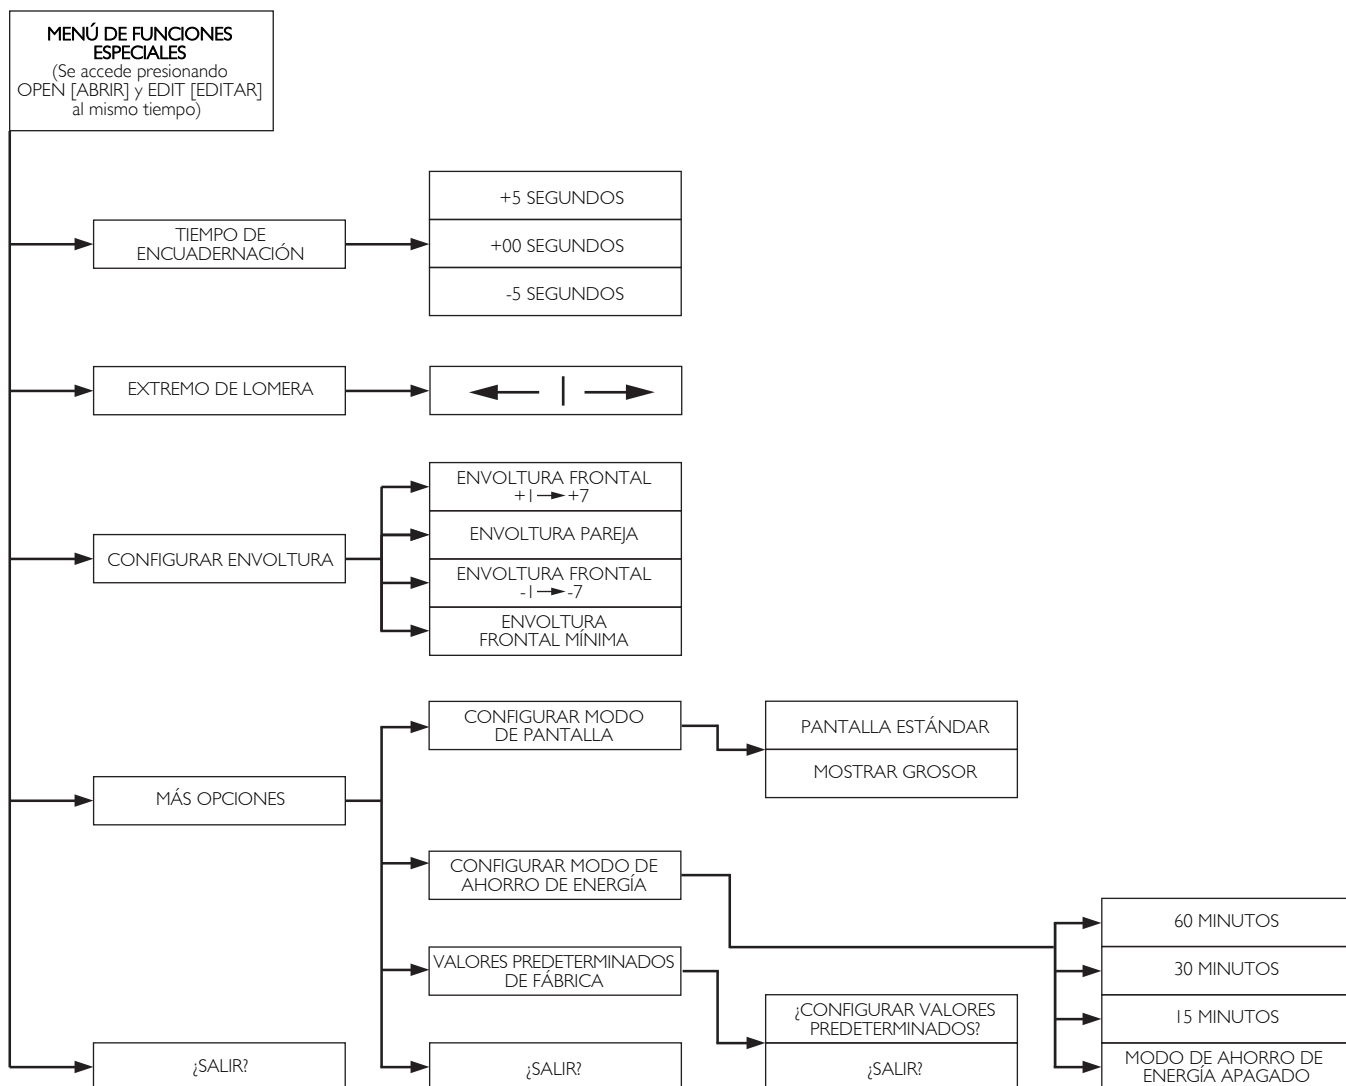 MENÚ DE FUNCIONES
ESPECIALES
(Se accede presionando
OPEN [ABRIR] y EDIT [EDITAR]
al mismo tiempo)
TIEMPO DE
ENCUADERNACIÓN
+5 SEGUNDOS
+00 SEGUNDOS
-5 SEGUNDOS
EXTREMO DE LOMERA
CONFIGURAR ENVOLTURA
ENVOLTURA FRONTAL
+1 → +7
ENVOLTURA PAREJA
ENVOLTURA FRONTAL
-1 → -7
ENVOLTURA
FRONTAL MÍNIMA
MÁS OPCIONES
CONFIGURAR MODO
DE PANTALLA
PANTALLA ESTÁNDAR
MOSTRAR GROSOR
CONFIGURAR MODO DE
AHORRO DE ENERGÍA
60 MINUTOS
30 MINUTOS
15 MINUTOS
MODO DE AHORRO DE
ENERGÍA APAGADO
VALORES PREDETERMINADOS
DE FÁBRICA
¿CONFIGURAR VALORES
PREDETERMINADOS?
¿SALIR?
¿SALIR?
¿SALIR?